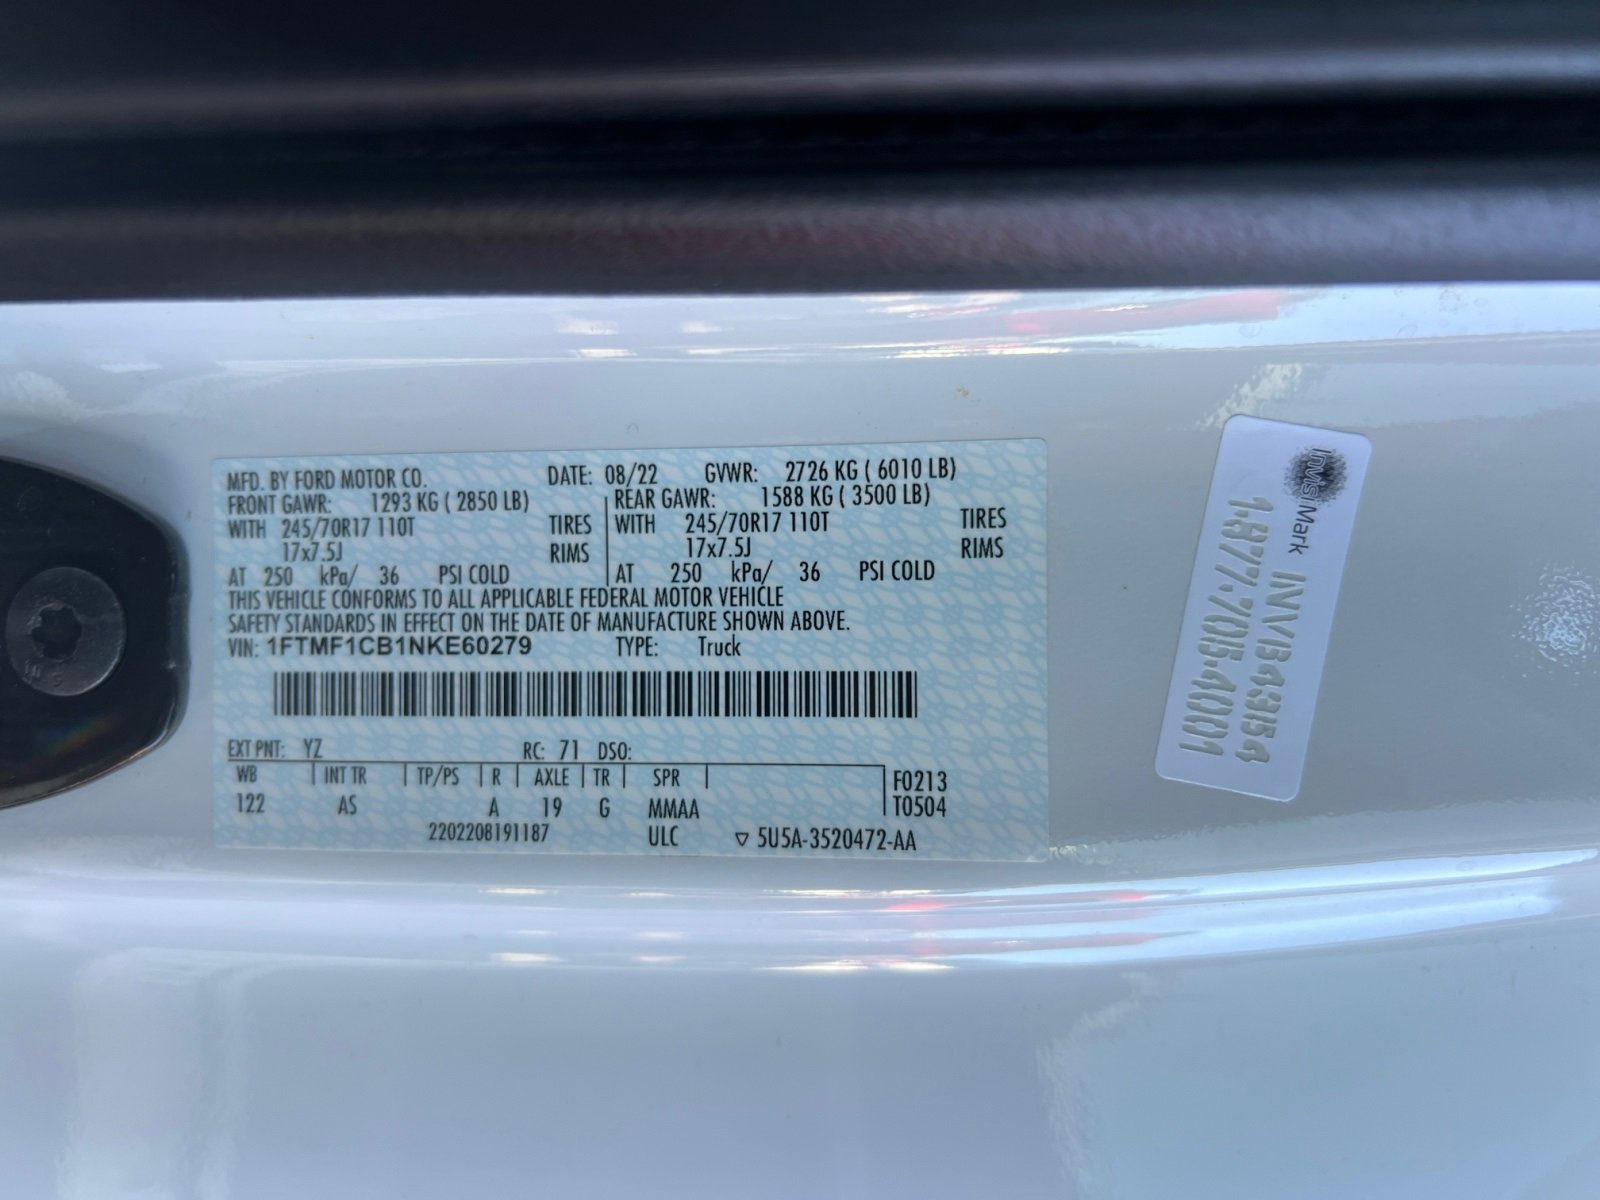 MFD. BY FORD MOTOR CO. DATE: 08/22 GVWR: 2726 KG ( 6010 LB)
FRONT GAWR: 1293 KG ( 2850 LB) REAR GAWR: 1588 KG ( 3500 LB)
WITH 245/70R17 110T TIRES WITH 245/70R17 110T TIRES
17x7.5J RIMS 17x7.5J RIMS
AT 250 kPa/ 36 PSI COLD AT 250 kPa/ 36 PSI COLD
THIS VEHICLE CONFORMS TO ALL APPLICABLE FEDERAL MOTOR VEHICLE
SAFETY STANDARDS IN EFFECT ON THE DATE OF MANUFACTURE SHOWN ABOVE.
VIN: 1FTMF1CB1NKE60279 TYPE: Truck
EXT PNT: YZ RC: 71 DSO:
WB INT TR TP/PS R AXLE TR SPR F0213
122 AS A 19 G MMAA T0504
2202208191187 ULC ▽ 5U5A-3520472-AA
InVisiMark INVB43154
1.877.705.40001